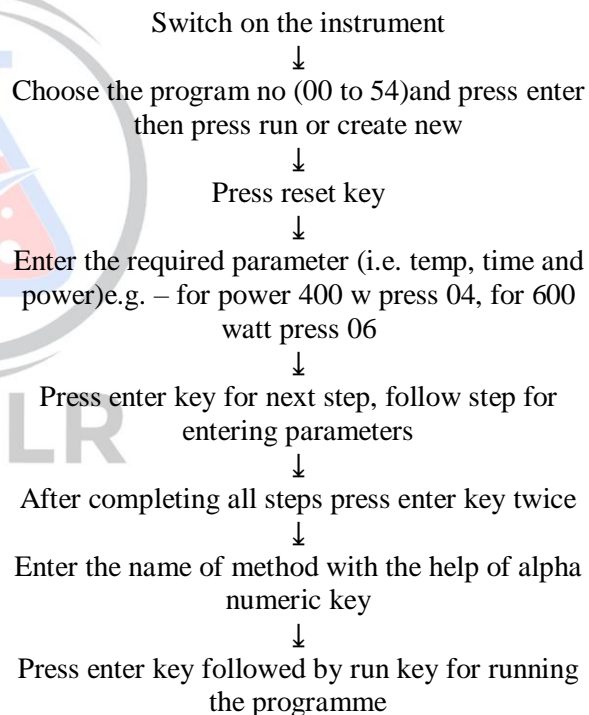 Switch on the instrument
↓
Choose the program no (00 to 54)and press enter
then press run or create new
↓
Press reset key
↓
Enter the required parameter (i.e. temp, time and
power)e.g. – for power 400 w press 04, for 600
watt press 06
↓
Press enter key for next step, follow step for
entering parameters
LR
↓
After completing all steps press enter key twice
↓
Enter the name of method with the help of alpha
numeric key
↓
Press enter key followed by run key for running
the programme